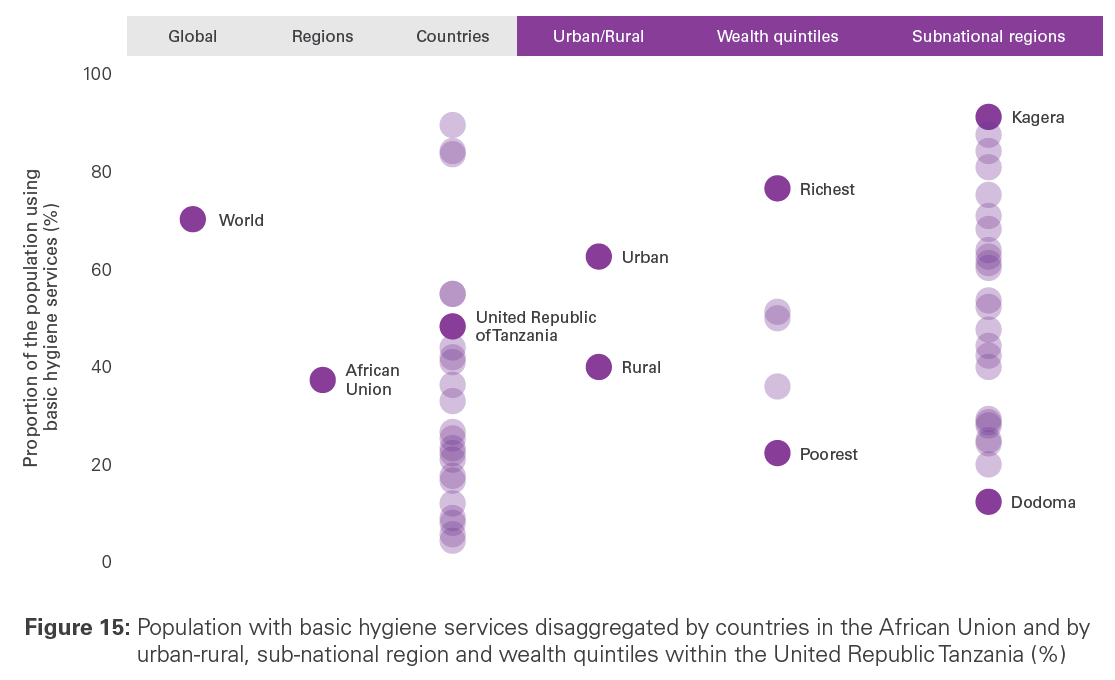 Global Regions Countries Urban/Rural Wealth quintiles Subnational regions
Proportion of the population using
basic hygiene services (%)
100
80
60
40
20
0
World
African
Union
United Republic
of Tanzania
Urban
Rural
Richest
Poorest
Kagera
Dodoma
Figure 15: Population with basic hygiene services disaggregated by countries in the African Union and by
urban-rural, sub-national region and wealth quintiles within the United Republic Tanzania (%)